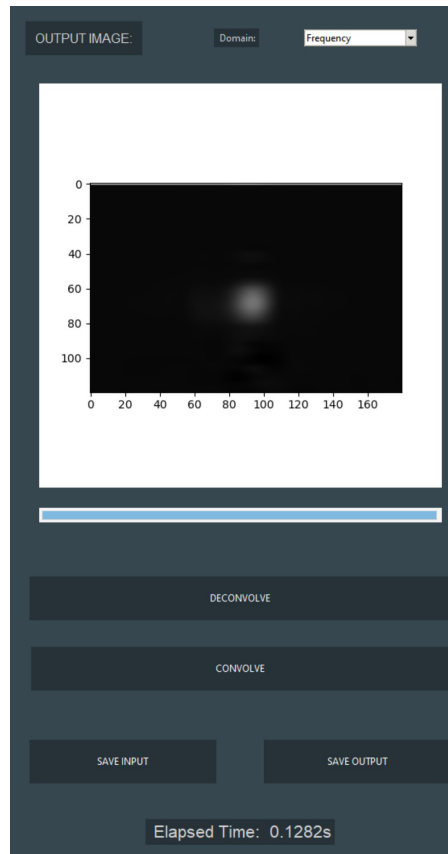 OUTPUT IMAGE: Domain: Frequency
0
20
40
60
80
100
0 20 40 60 80 100 120 140 160
DECONVOLVE
CONVOLVE
SAVE INPUT SAVE OUTPUT
Elapsed Time: 0.1282s